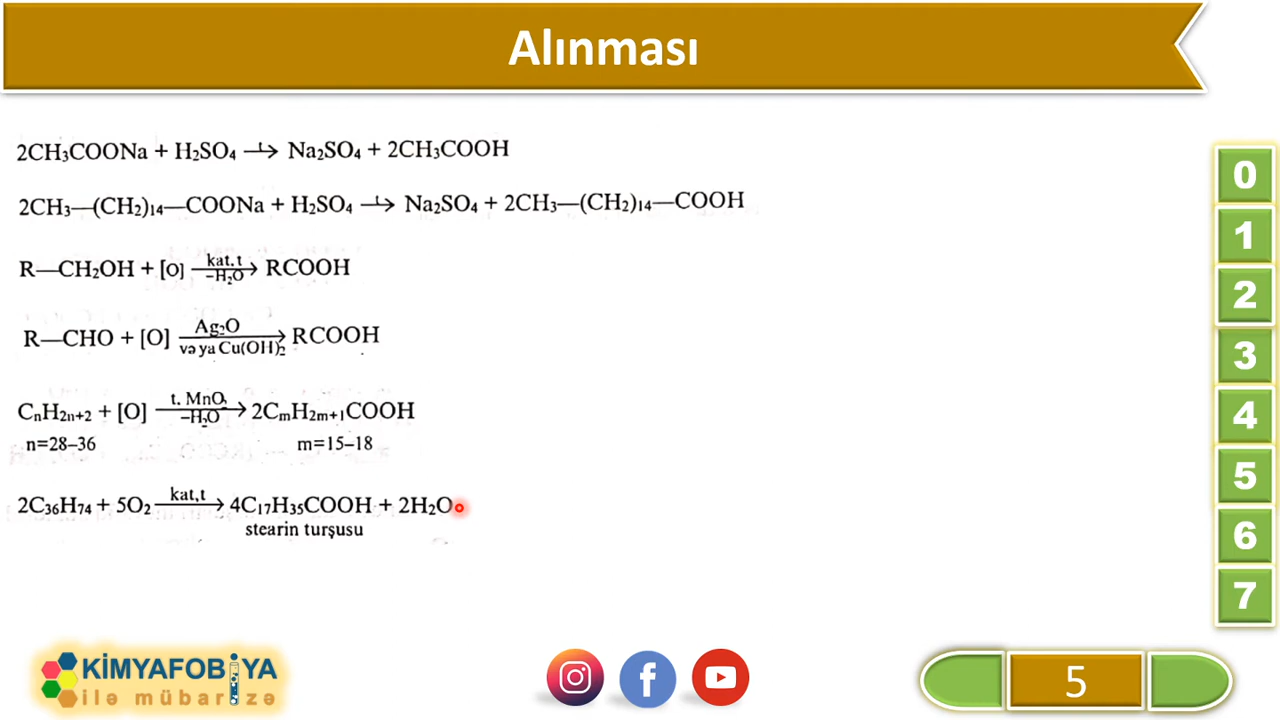 Alınması
2CH₃COONa + H₂SO₄ —t→ Na₂SO₄ + 2CH₃COOH
2CH₃—(CH₂)₁₄—COONa + H₂SO₄ —t→ Na₂SO₄ + 2CH₃—(CH₂)₁₄—COOH
kat,t
R—CH₂OH + [O] ⟶ RCOOH
–H₂O
Ag₂O
R—CHO + [O] ⟶ RCOOH
və ya Cu(OH)₂
t. MnO₂
CₙH₂ₙ₊₂ + [O] ⟶ 2CₘH₂ₘ₊₁COOH
–H₂O
n=28–36 m=15–18
kat,t
2C₃₆H₇₄ + 5O₂ ⟶ 4C₁₇H₃₅COOH + 2H₂O
stearin turşusu
0
1
2
3
4
5
6
7
KİMYAFOBİYA
ilə mübarizə
5